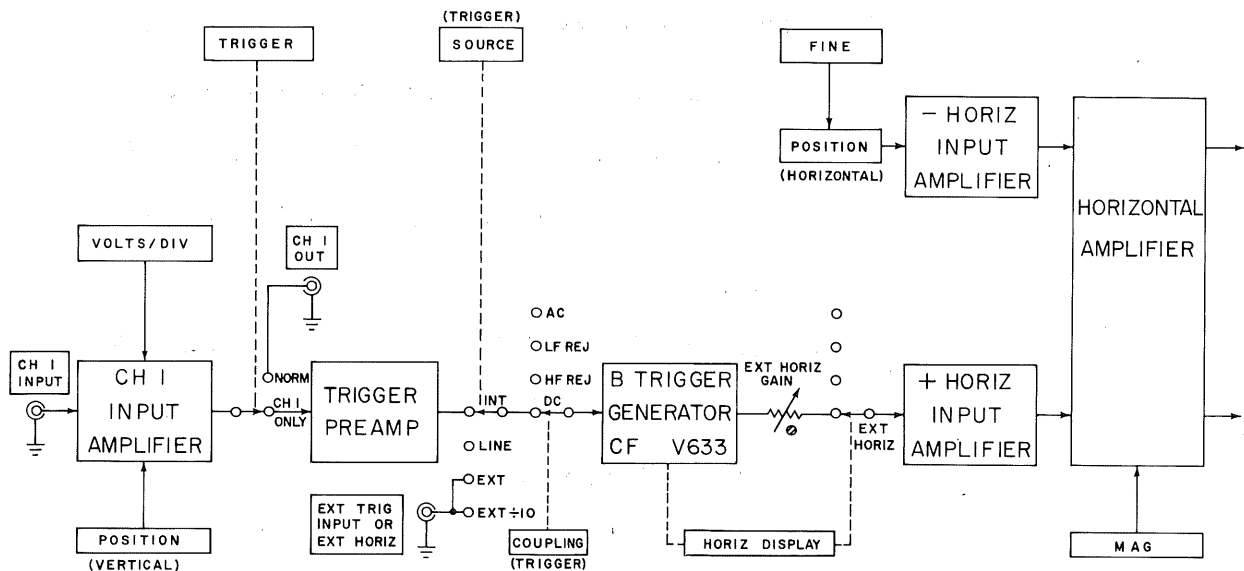 (TRIGGER)
TRIGGER
SOURCE
FINE
POSITION
(HORIZONTAL)
— HORIZ
INPUT
AMPLIFIER
HORIZONTAL
AMPLIFIER
VOLTS/DIV
CH I
OUT
CH I
INPUT
CH I
INPUT
AMPLIFIER
NORM
CH I
ONLY
TRIGGER
PREAMP
INT
LINE
EXT
EXT÷10
AC
LF REJ
HF REJ
DC
B TRIGGER
GENERATOR
CF V633
EXT HORIZ
GAIN
EXT
HORIZ
+ HORIZ
INPUT
AMPLIFIER
POSITION
(VERTICAL)
EXT TRIG
INPUT OR
EXT HORIZ
COUPLING
(TRIGGER)
HORIZ DISPLAY
MAG